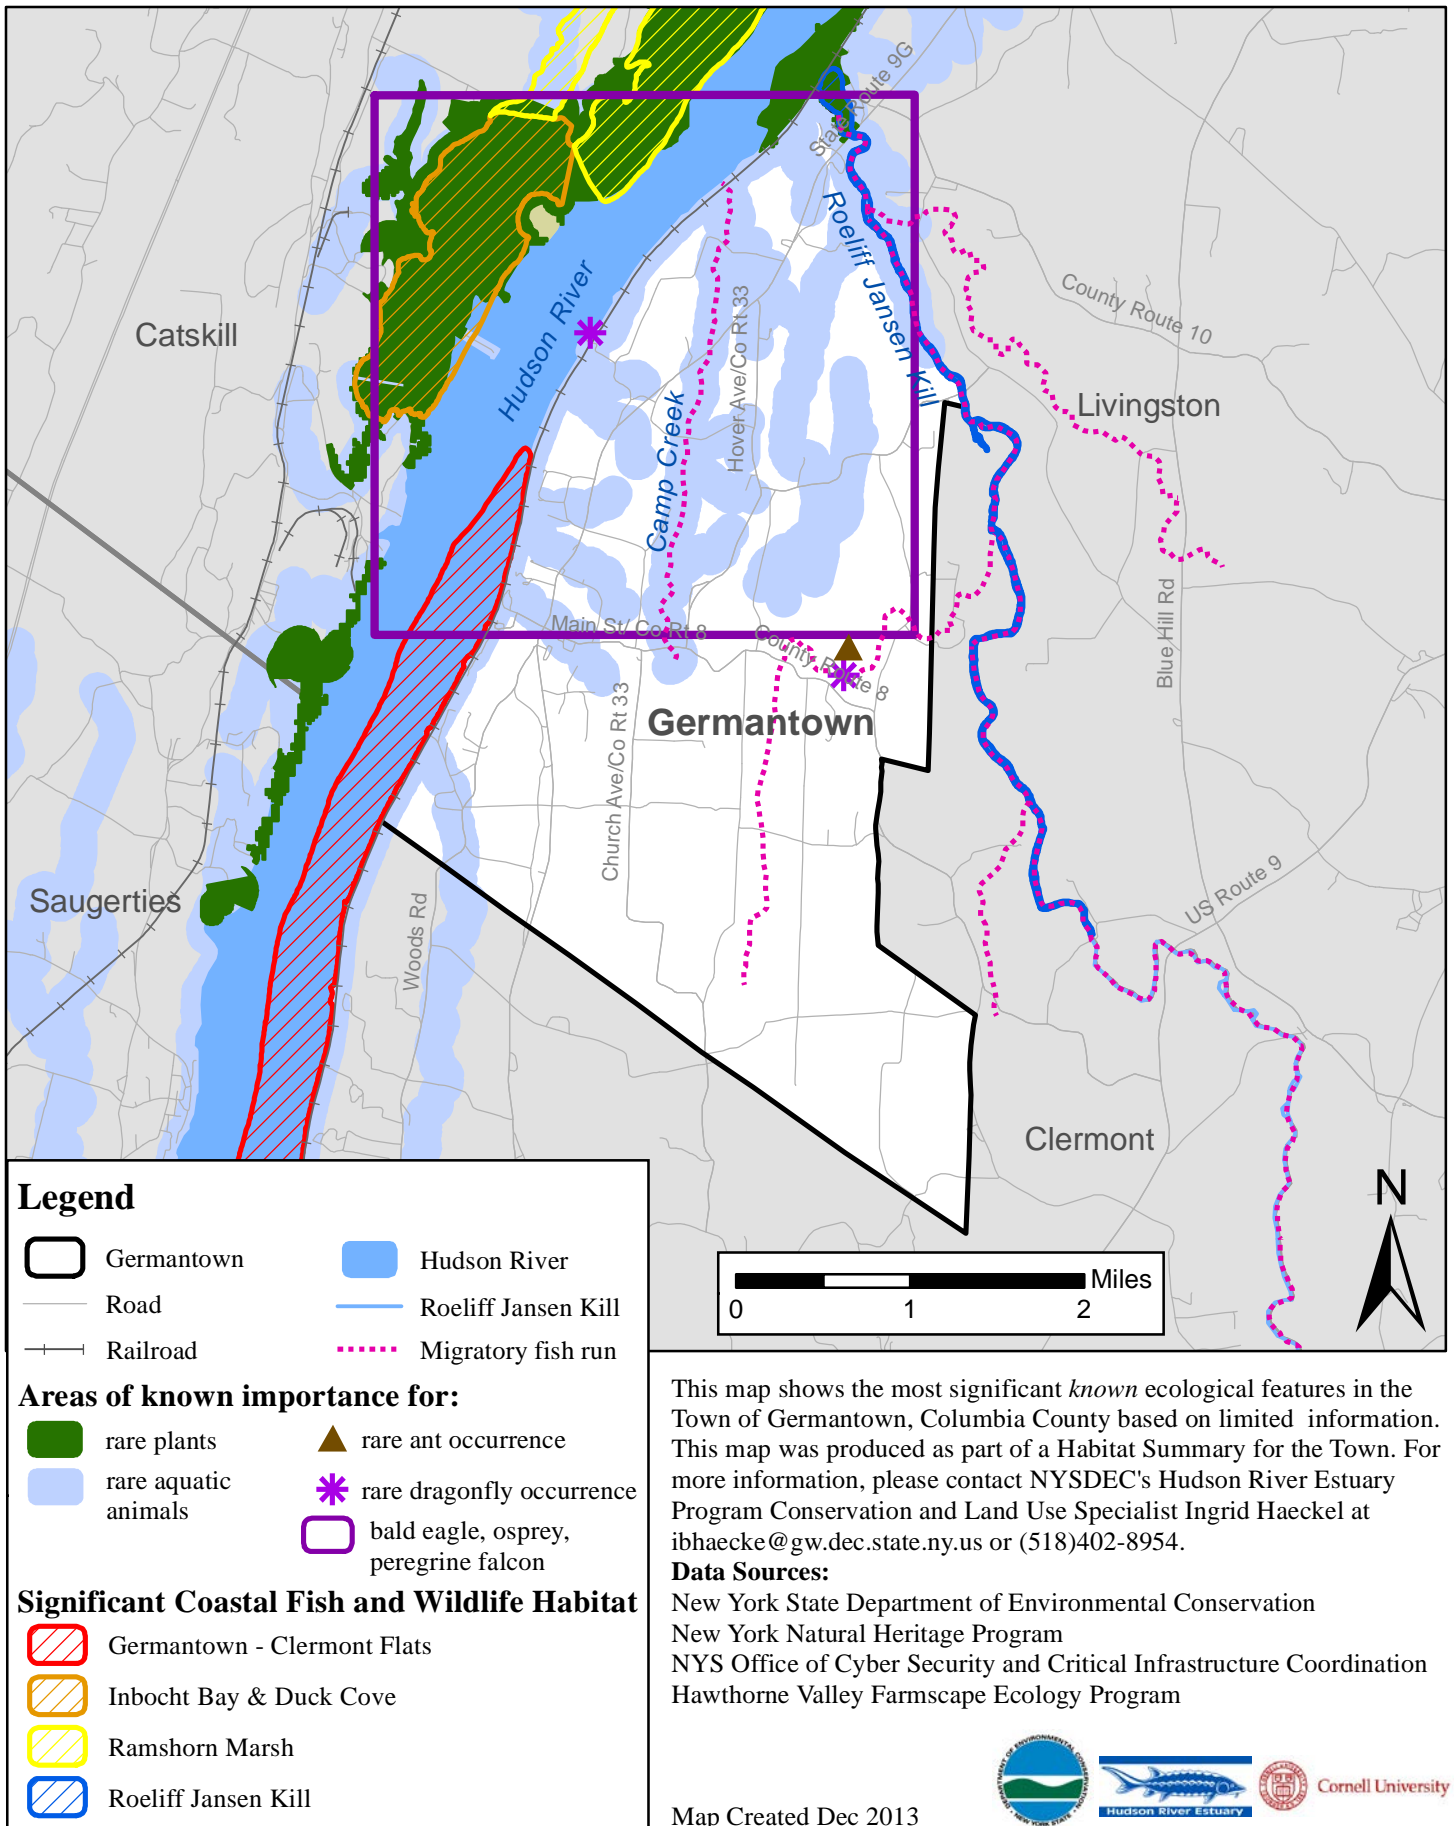 State Route 9G
Catskill
Hudson River
Roeliff Jansen Kill
County Route 10
Camp Creek
Hover Ave/Co Rt 33
Livingston
Main St/ Co Rt 8
County Route 8
Blue Hill Rd
Germantown
Church Ave/Co Rt 33
Saugerties
Woods Rd
US Route 9
Clermont
N
Miles
0 1 2
Legend
Germantown
Hudson River
Road
Roeliff Jansen Kill
Railroad
Migratory fish run
Areas of known importance for:
rare plants
rare ant occurrence
rare aquatic
animals
rare dragonfly occurrence
bald eagle, osprey,
peregrine falcon
Significant Coastal Fish and Wildlife Habitat
Germantown - Clermont Flats
Inbocht Bay & Duck Cove
Ramshorn Marsh
Roeliff Jansen Kill
This map shows the most significant known ecological features in the
Town of Germantown, Columbia County based on limited information.
This map was produced as part of a Habitat Summary for the Town. For
more information, please contact NYSDEC's Hudson River Estuary
Program Conservation and Land Use Specialist Ingrid Haeckel at
ibhaecke@gw.dec.state.ny.us or (518)402-8954.
Data Sources:
New York State Department of Environmental Conservation
New York Natural Heritage Program
NYS Office of Cyber Security and Critical Infrastructure Coordination
Hawthorne Valley Farmscape Ecology Program
Map Created Dec 2013
DEPARTMENT OF ENVIRONMENTAL CONSERVATION
NEW YORK STATE
Hudson River Estuary
Cornell University